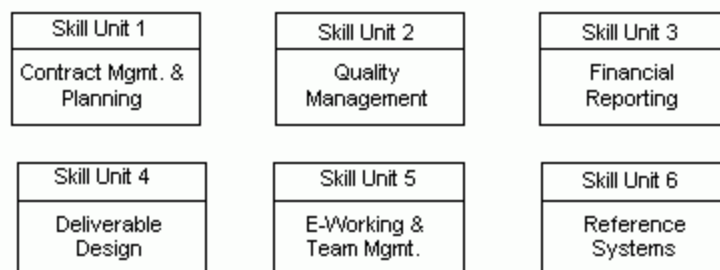 Skill Unit 1
Contract Mgmt. &
Planning
Skill Unit 2
Quality
Management
Skill Unit 3
Financial
Reporting
Skill Unit 4
Deliverable
Design
Skill Unit 5
E-Working &
Team Mgmt.
Skill Unit 6
Reference
Systems